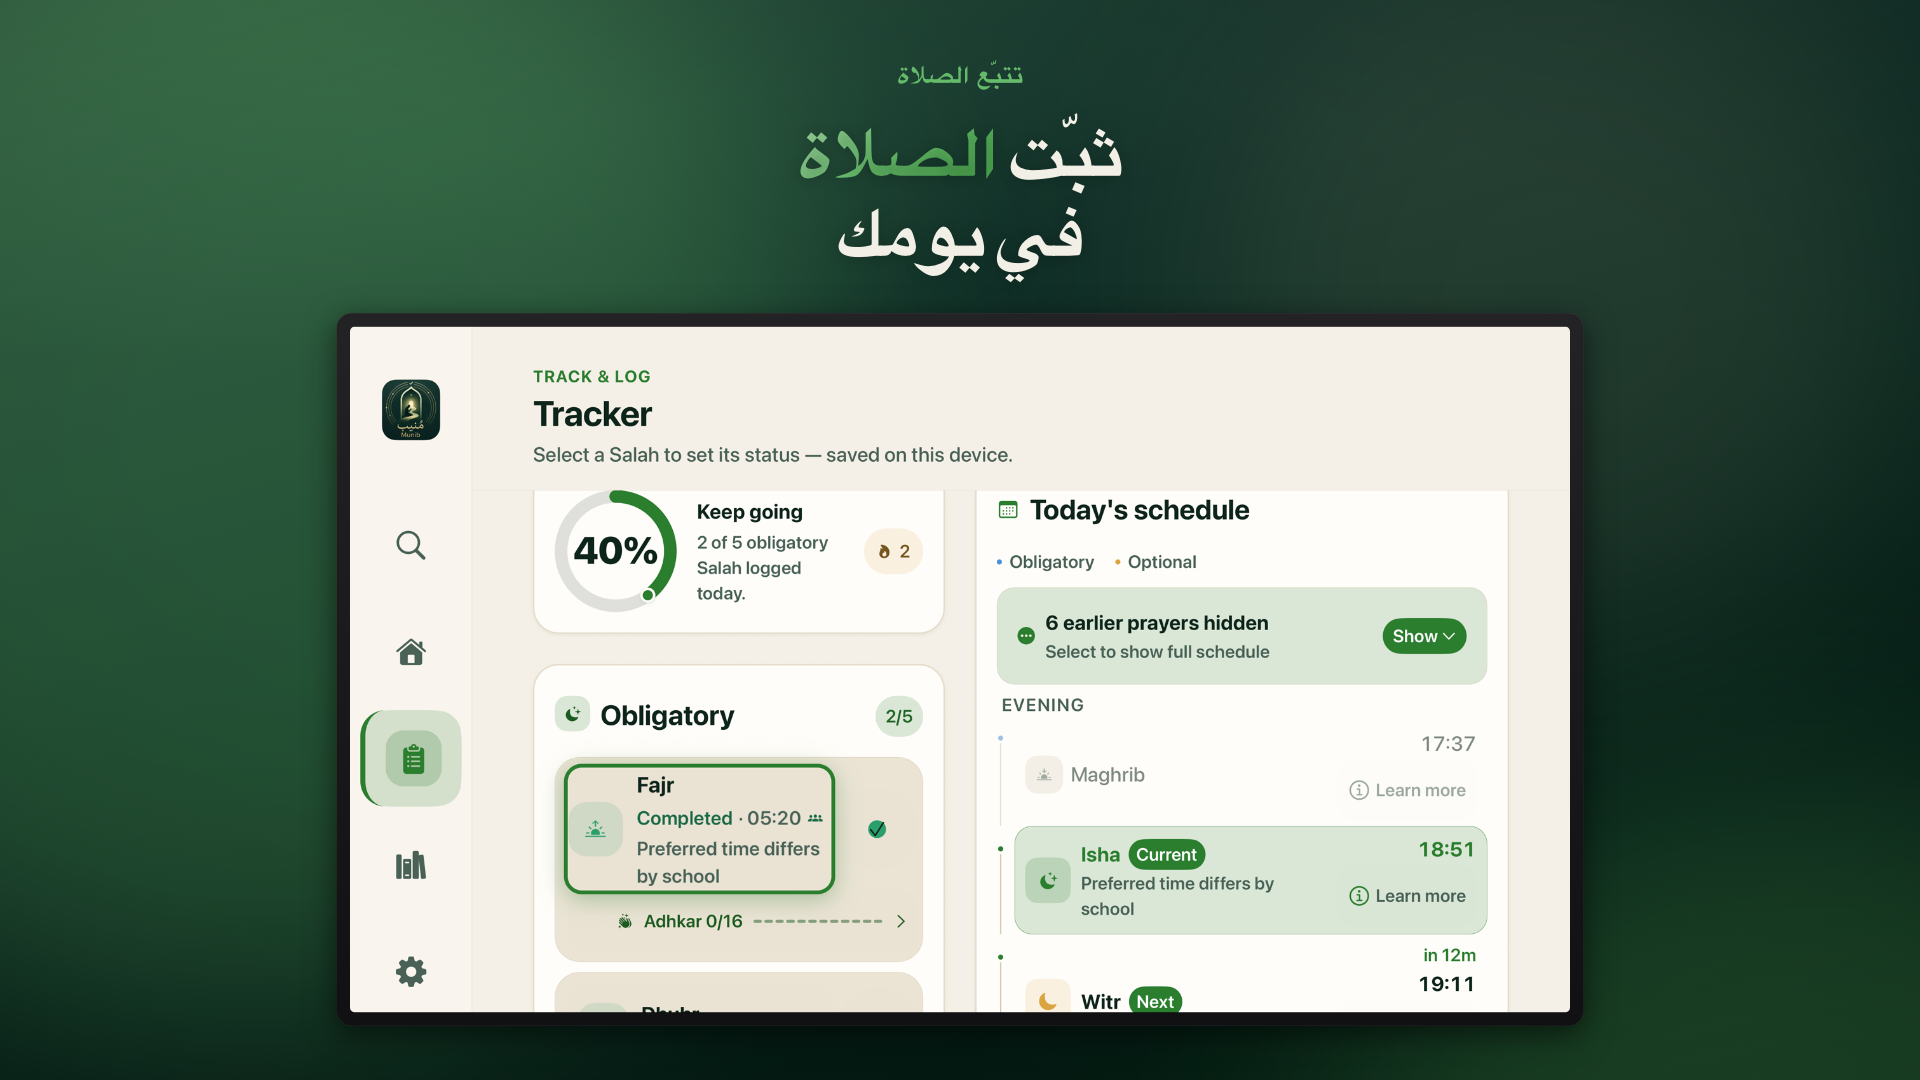 تتبّع الصلاة
ثبّت الصلاة
في يومك
مُنيب
Munib
TRACK & LOG
Tracker
Select a Salah to set its status — saved on this device.
40%
Keep going
2 of 5 obligatory
Salah logged
today.
2
Obligatory
2/5
Fajr
Completed · 05:20
Preferred time differs
by school
Adhkar 0/16
Dhuhr
Today's schedule
• Obligatory • Optional
6 earlier prayers hidden
Select to show full schedule
Show
EVENING
17:37
Maghrib
Learn more
Isha Current
18:51
Preferred time differs by
school
Learn more
in 12m
19:11
Witr Next